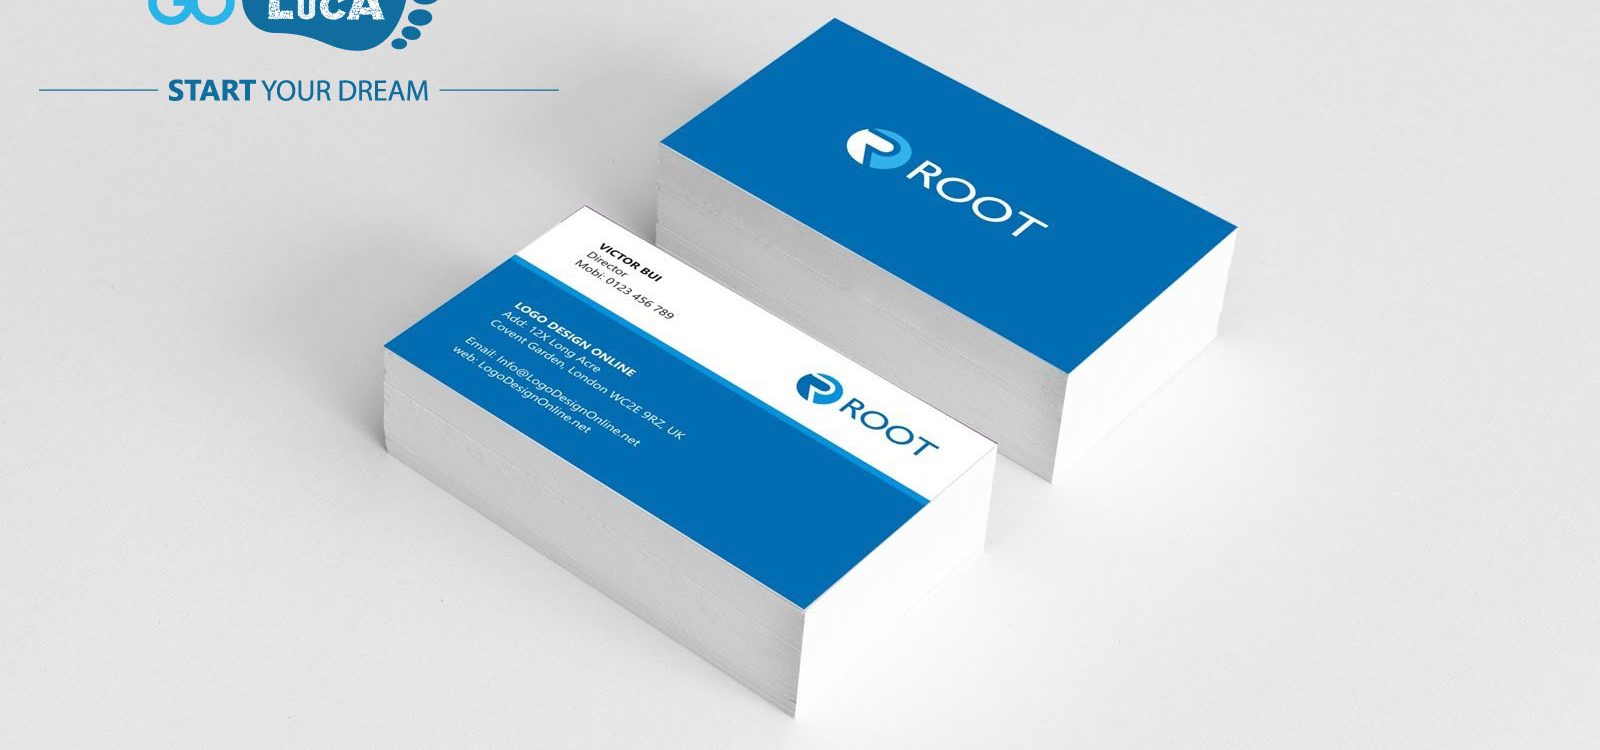 GO LUCA
START YOUR DREAM
ROOT
VICTOR BUI
Director
Mobi: 0123 456 789
LOGO DESIGN ONLINE
Add: 12X Long Acre
Covent Garden, London WC2E 9RZ, UK
Email: Info@LogoDesignOnline.net
web: LogoDesignOnline.net
ROOT